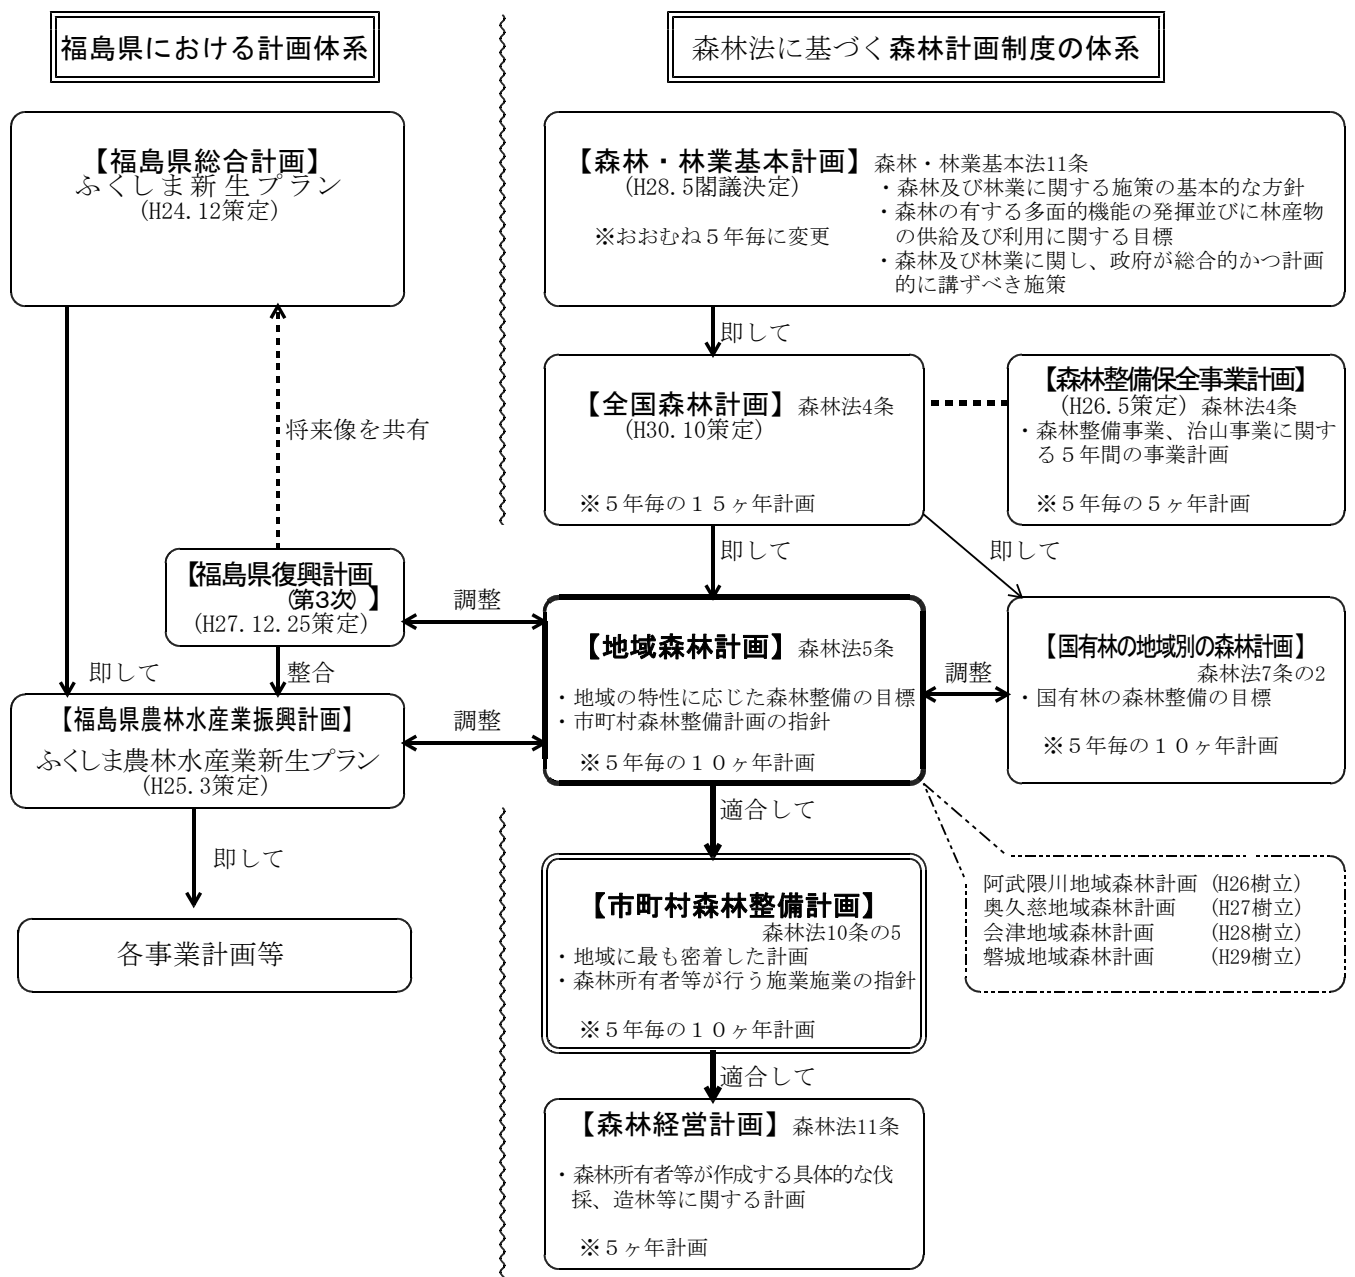 福島県における計画体系
【福島県総合計画】
ふくしま新生プラン
(H24.12策定)
将来像を共有
【福島県復興計画
(第3次)】
(H27.12.25策定)
即して
整合
【福島県農林水産業振興計画】
ふくしま農林水産業新生プラン
(H25.3策定)
即して
各事業計画等
調整
調整
森林法に基づく森林計画制度の体系
【森林・林業基本計画】森林・林業基本法11条
(H28.5閣議決定)
※おおむね５年毎に変更
・森林及び林業に関する施策の基本的な方針
・森林の有する多面的機能の発揮並びに林産物
の供給及び利用に関する目標
・森林及び林業に関し、政府が総合的かつ計画
的に講ずべき施策
即して
【全国森林計画】森林法4条
(H30.10策定)
※５年毎の１５ヶ年計画
【森林整備保全事業計画】
(H26.5策定) 森林法4条
・森林整備事業、治山事業に関す
る５年間の事業計画
※５年毎の５ヶ年計画
即して
即して
【地域森林計画】森林法5条
・地域の特性に応じた森林整備の目標
・市町村森林整備計画の指針
※５年毎の１０ヶ年計画
調整
【国有林の地域別の森林計画】
森林法7条の2
・国有林の森林整備の目標
※５年毎の１０ヶ年計画
適合して
阿武隈川地域森林計画 (H26樹立)
奥久慈地域森林計画 (H27樹立)
会津地域森林計画 (H28樹立)
磐城地域森林計画 (H29樹立)
【市町村森林整備計画】
森林法10条の5
・地域に最も密着した計画
・森林所有者等が行う施業施業の指針
※５年毎の１０ヶ年計画
適合して
【森林経営計画】森林法11条
・森林所有者等が作成する具体的な伐
採、造林等に関する計画
※５ヶ年計画